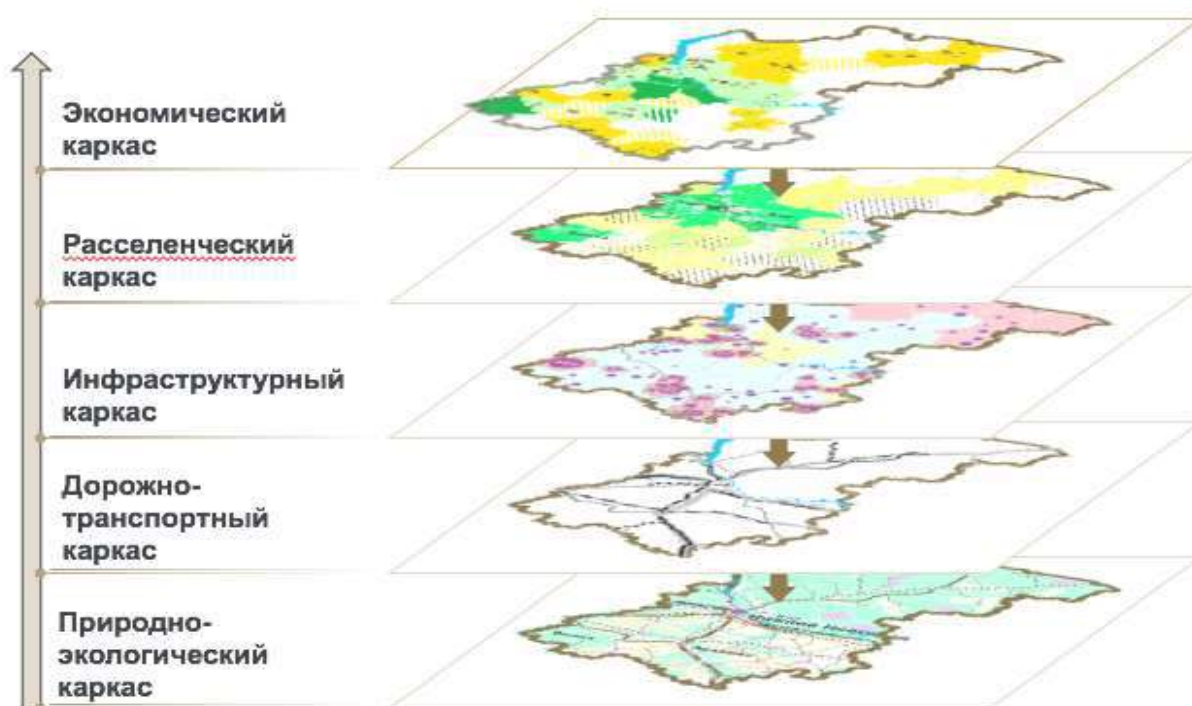 Экономический
каркас
Расселенческий
каркас
Инфраструктурный
каркас
Дорожно-
транспортный
каркас
Природно-
экологический
каркас